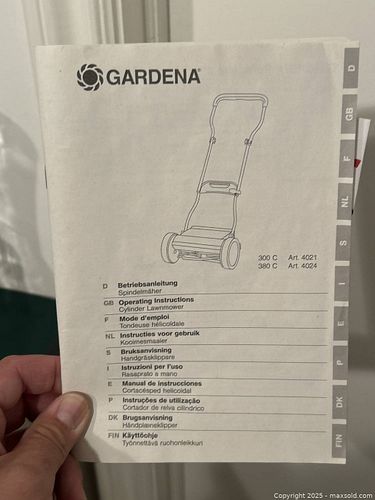 GARDENA®
300 C Art. 4021
380 C Art. 4024
D Betriebsanleitung
Spindelmäher
GB Operating Instructions
Cylinder Lawnmower
F Mode d'emploi
Tondeuse hélicoïdale
NL Instructies voor gebruik
Kooimesmaaier
S Bruksanvisning
Handgräsklippare
I Istruzioni per l'uso
Rasaprato a mano
E Manual de instrucciones
Cortacésped helicoidal
P Instruções de utilização
Cortador de relva cilíndrico
DK Brugsanvisning
Håndplæneklipper
FIN Käyttöohje
Työnnettävä ruohonleikkuri
D
GB
F
NL
S
I
E
P
DK
FIN
Copyright 2025 - maxsold.com